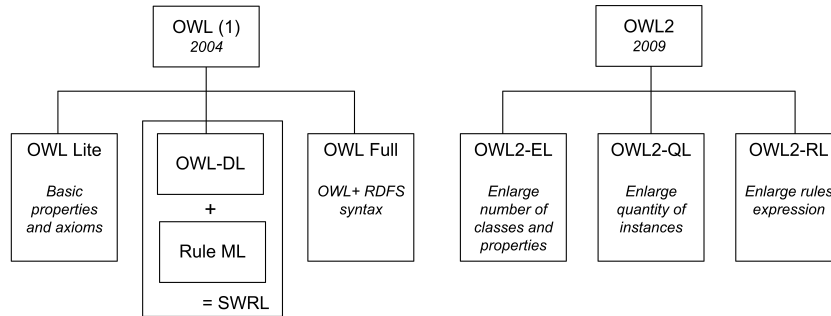 OWL (1)
2004
OWL Lite
Basic
properties
and axioms
OWL-DL
+
Rule ML
= SWRL
OWL Full
OWL+ RDFS
syntax
OWL2
2009
OWL2-EL
Enlarge
number of
classes and
properties
OWL2-QL
Enlarge
quantity of
instances
OWL2-RL
Enlarge rules
expression